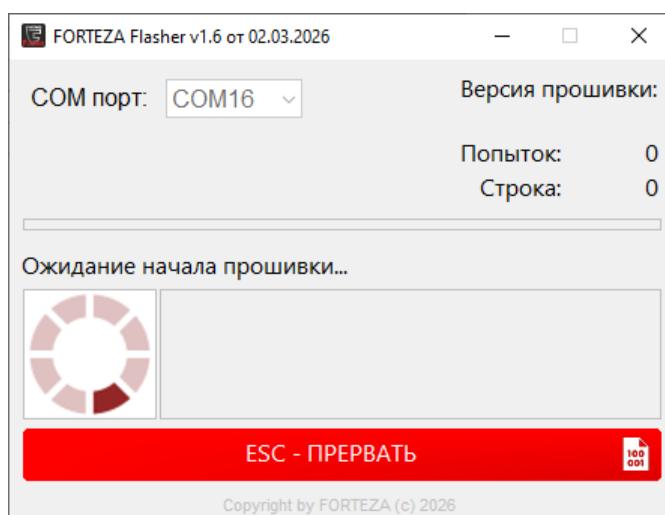 FORTEZA Flasher v1.6 от 02.03.2026
COM порт: COM16
Версия прошивки:
Попыток: 0
Строка: 0
Ожидание начала прошивки...
ESC - ПРЕРВАТЬ
100
001
Copyright by FORTEZA (c) 2026